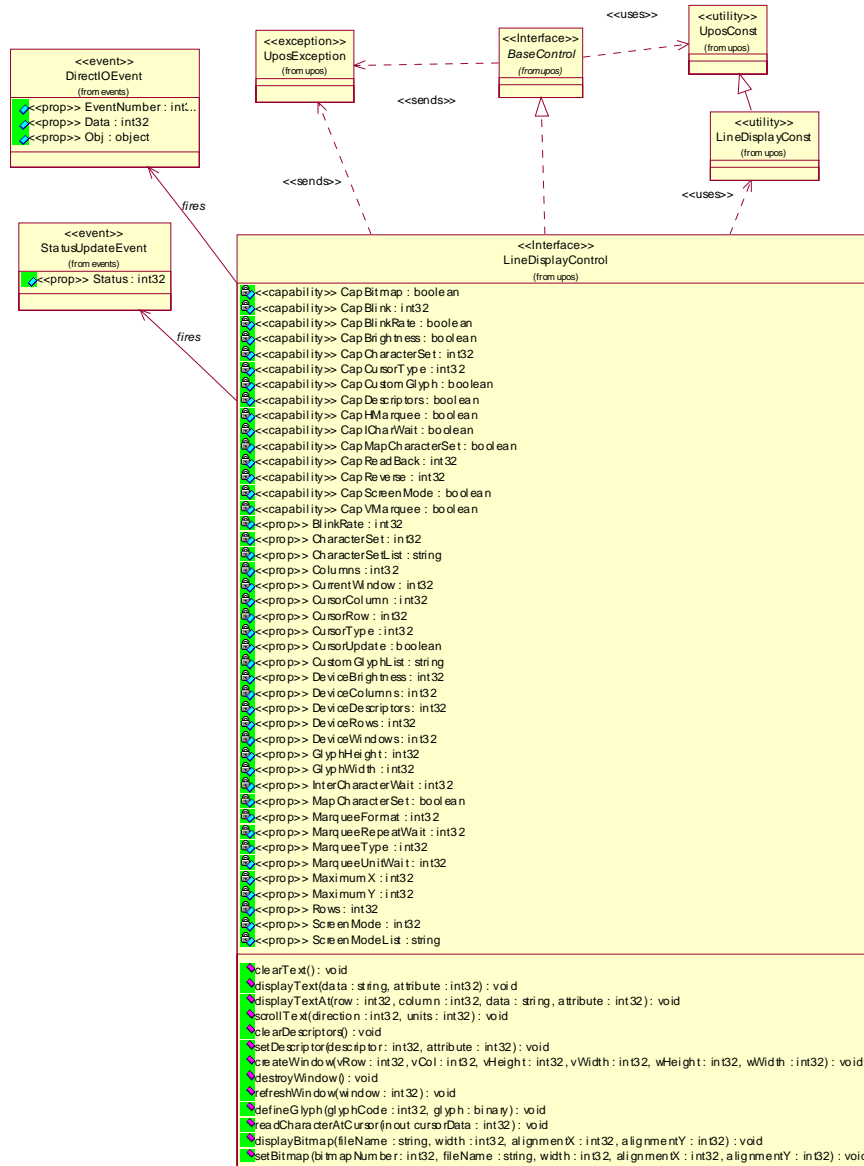 <<uses>>
<<utility>>
UposConst
(from upos)
<<exception>>
UposException
(from upos)
<<Interface>>
BaseControl
(from upos)
<<event>>
DirectIOEvent
(from events)
<<prop>> EventNumber : int...
<<prop>> Data : int32
<<prop>> Obj : object
<<sends>>
<<utility>>
LineDisplayConst
(from upos)
<<sends>>
<<uses>>
fires
<<event>>
StatusUpdateEvent
(from events)
<<prop>> Status : int32
fires
<<Interface>>
LineDisplayControl
(from upos)
<<capability>> CapBitmap : boolean
<<capability>> CapBlink : int32
<<capability>> CapBlinkRate : boolean
<<capability>> CapBrightness : boolean
<<capability>> CapCharacterSet : int32
<<capability>> CapCursorType : int32
<<capability>> CapCustomGlyph : boolean
<<capability>> CapDescriptors : boolean
<<capability>> CapHMarquee : boolean
<<capability>> CapICharWait : boolean
<<capability>> CapMapCharacterSet : boolean
<<capability>> CapReadBack : int32
<<capability>> CapReverse : int32
<<capability>> CapScreenMode : boolean
<<capability>> CapVMarquee : boolean
<<prop>> BlinkRate : int32
<<prop>> CharacterSet : int32
<<prop>> CharacterSetList : string
<<prop>> Columns : int32
<<prop>> CurrentWindow : int32
<<prop>> CursorColumn : int32
<<prop>> CursorRow : int32
<<prop>> CursorType : int32
<<prop>> CursorUpdate : boolean
<<prop>> CustomGlyphList : string
<<prop>> DeviceBrightness : int32
<<prop>> DeviceColumns : int32
<<prop>> DeviceDescriptors : int32
<<prop>> DeviceRows : int32
<<prop>> DeviceWindows : int32
<<prop>> GlyphHeight : int32
<<prop>> GlyphWidth : int32
<<prop>> InterCharacterWait : int32
<<prop>> MapCharacterSet : boolean
<<prop>> MarqueeFormat : int32
<<prop>> MarqueeRepeatWait : int32
<<prop>> MarqueeType : int32
<<prop>> MarqueeUnitWait : int32
<<prop>> MaximumX : int32
<<prop>> MaximumY : int32
<<prop>> Rows : int32
<<prop>> ScreenMode : int32
<<prop>> ScreenModeList : string
clearText() : void
displayText(data : string, attribute : int32) : void
displayTextAt(row : int32, column : int32, data : string, attribute : int32) : void
scrollText(direction : int32, units : int32) : void
clearDescriptors() : void
setDescriptor(descriptor : int32, attribute : int32) : void
createWindow(vRow : int32, vCol : int32, vHeight : int32, vWidth : int32, wHeight : int32, wWidth : int32) : void
destroyWindow() : void
refreshWindow(window : int32) : void
defineGlyph(glyphCode : int32, glyph : binary) : void
readCharacterAtCursor(inout cursorData : int32) : void
displayBitmap(fileName : string, width : int32, alignmentX : int32, alignmentY : int32) : void
setBitmap(bitmapNumber : int32, fileName : string, width : int32, alignmentX : int32, alignmentY : int32) : void